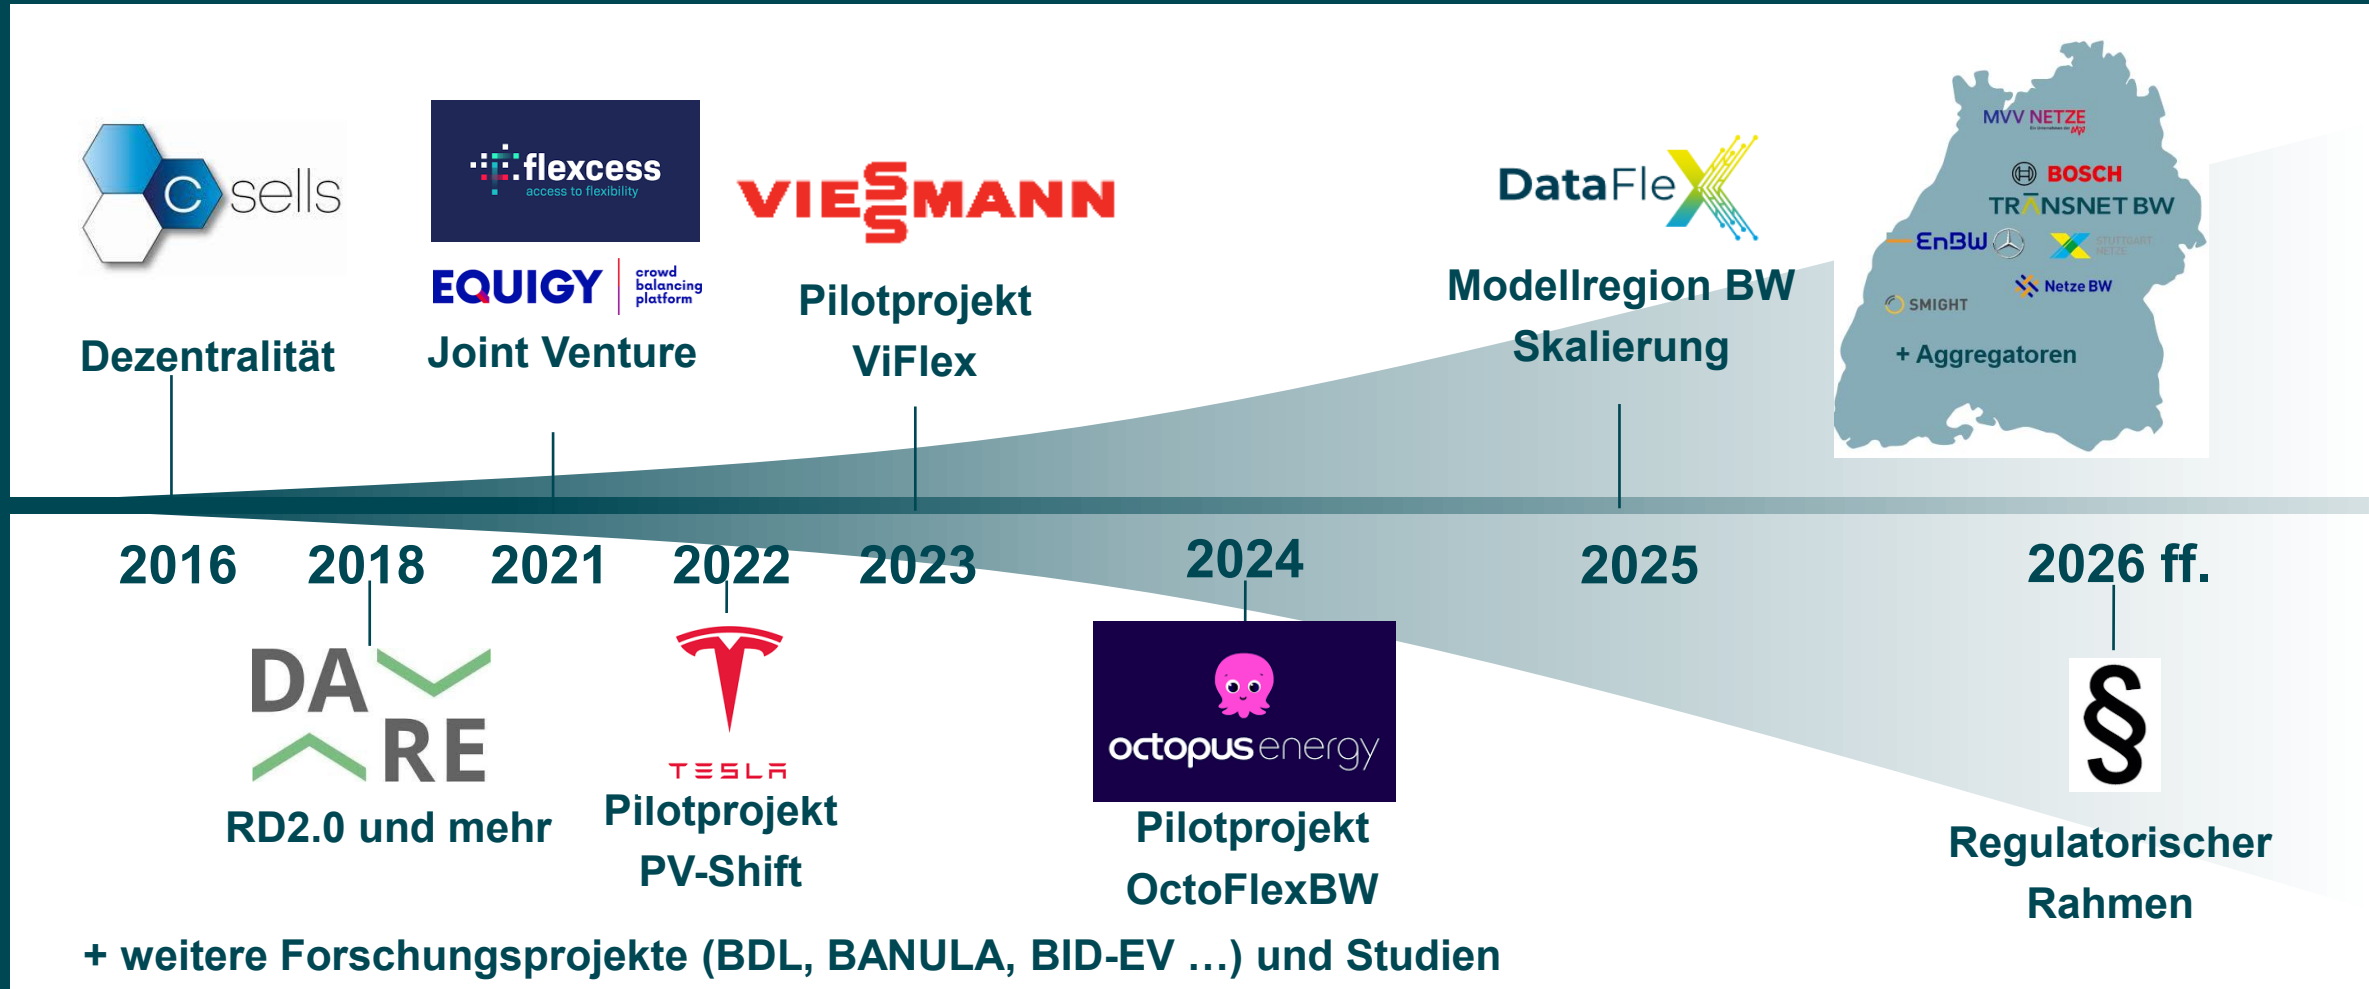 C sells
Dezentralität
flexcess
access to flexibility
EQUIGY
crowd
balancing
platform
Joint Venture
VIESSMANN
Pilotprojekt
ViFlex
DataFleX
Modellregion BW
Skalierung
MVV NETZE
BOSCH
TRANSNET BW
EnBW
STUTTGART
NETZE
Netze BW
SMIGHT
+ Aggregatoren
2016
2018
2021
2022
2023
2024
2025
2026 ff.
DA
RE
RD2.0 und mehr
TESLA
Pilotprojekt
PV-Shift
octopus energy
Pilotprojekt
OctoFlexBW
§
Regulatorischer
Rahmen
+ weitere Forschungsprojekte (BDL, BANULA, BID-EV ...) und Studien